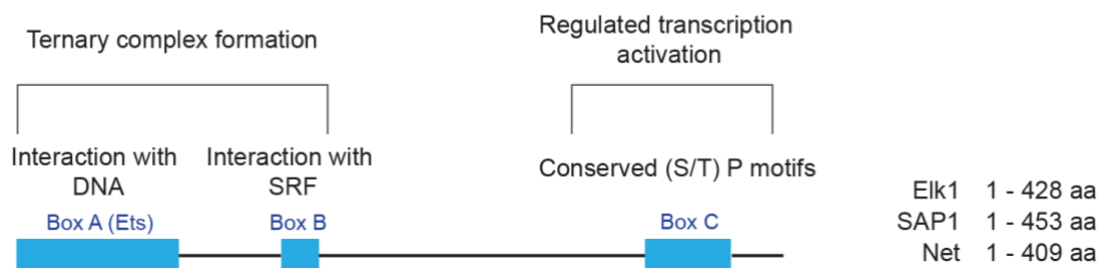 Ternary complex formation
Regulated transcription
activation
Interaction with
DNA
Interaction with
SRF
Conserved (S/T) P motifs
Box A (Ets)
Box B
Box C
Elk1 1 - 428 aa
SAP1 1 - 453 aa
Net 1 - 409 aa